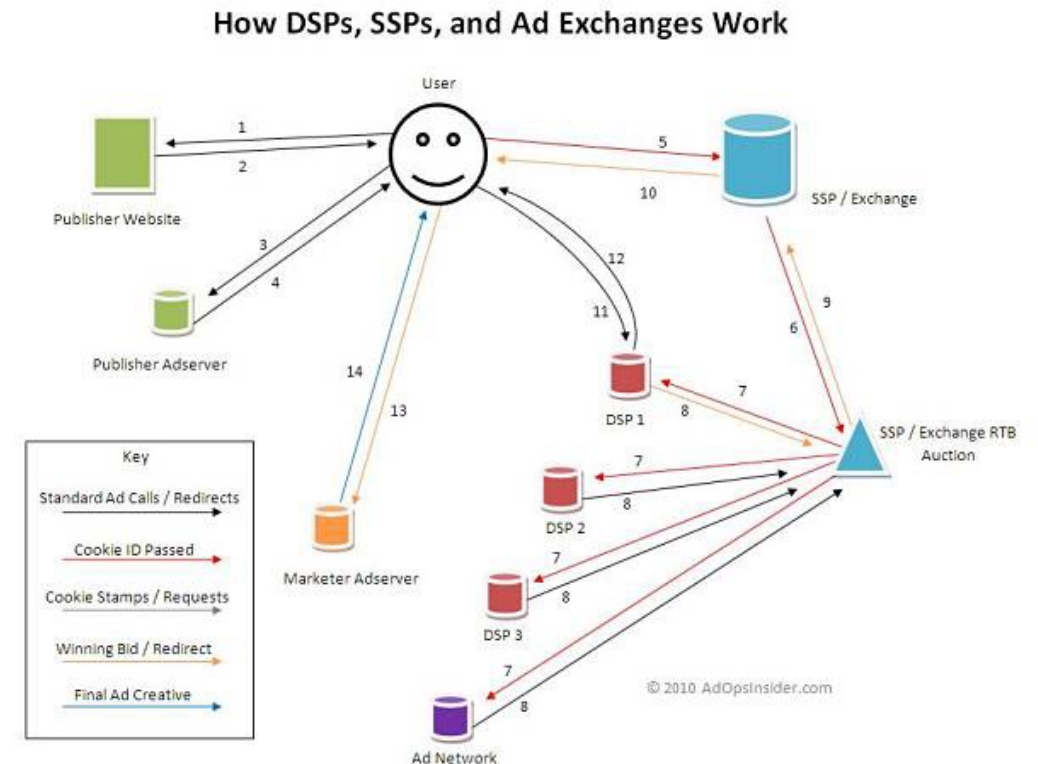 How DSPs, SSPs, and Ad Exchanges Work
User
1
2
5
10
Publisher Website
SSP / Exchange
3
4
12
11
9
6
Publisher Adserver
14
13
7
8
DSP 1
SSP / Exchange RTB
Auction
Key
Standard Ad Calls / Redirects
Cookie ID Passed
Cookie Stamps / Requests
Winning Bid / Redirect
Final Ad Creative
7
8
DSP 2
7
8
Marketer Adserver
DSP 3
7
8
Ad Network
© 2010 AdOpsInsider.com